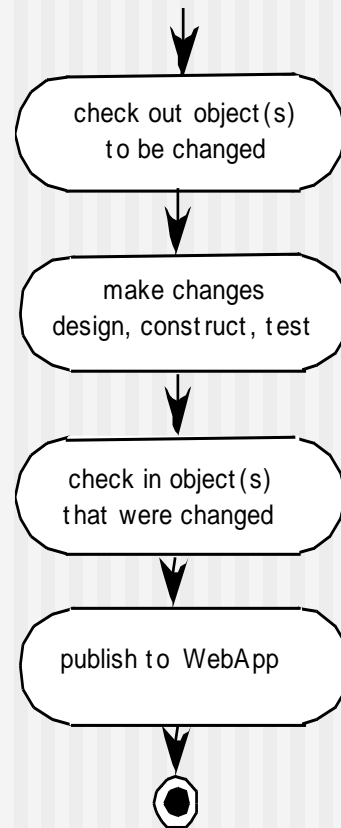 check out object(s)
to be changed
make changes
design, construct, test
check in object(s)
that were changed
publish to WebApp